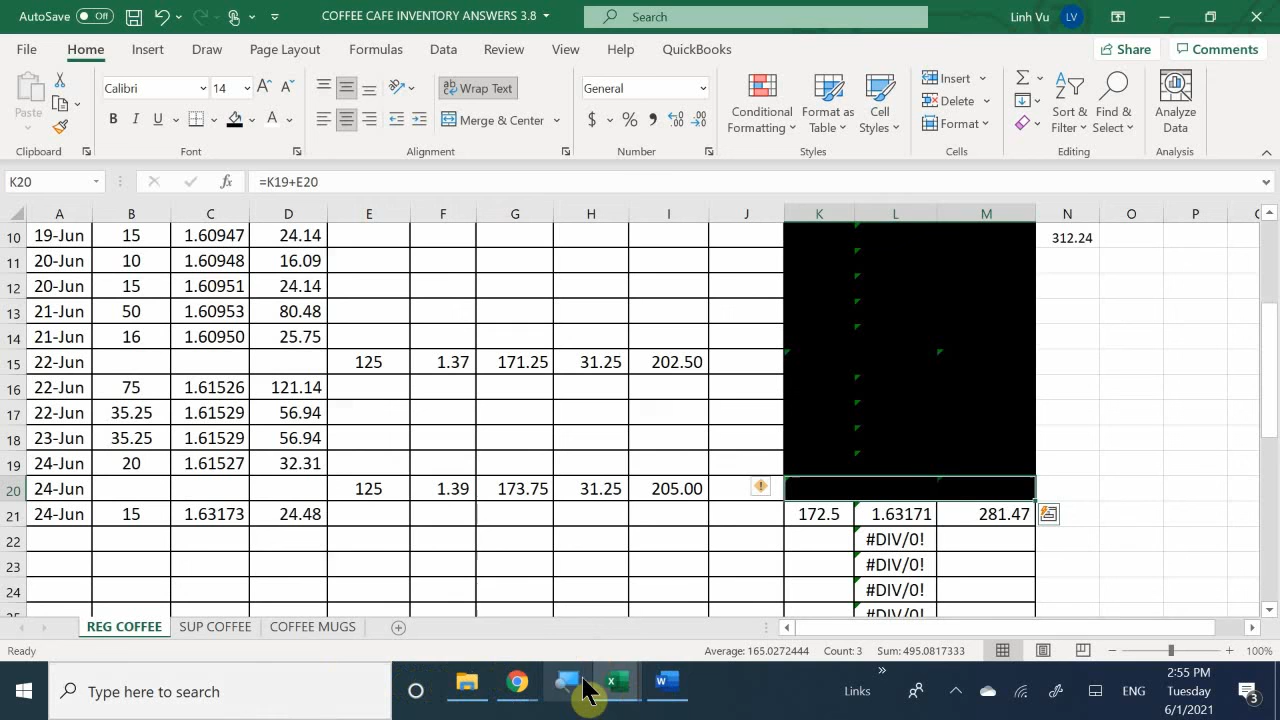 AutoSave Off COFFEE CAFE INVENTORY ANSWERS 3.8 Search Linh Vu LV
File Home Insert Draw Page Layout Formulas Data Review View Help QuickBooks Share Comments
Calibri 14 ab Wrap Text General Insert
Paste B I U A Merge & Center $ % Conditional Formatting Format as Table Cell Styles Delete Format Sort & Filter Find & Select Analyze Data
Clipboard Font Alignment Number Styles Cells Editing Analysis
K20 fx =K19+E20
A B C D E F G H I J K L M N O P
10 19-Jun 15 1.60947 24.14 312.24
11 20-Jun 10 1.60948 16.09
12 20-Jun 15 1.60951 24.14
13 21-Jun 50 1.60953 80.48
14 21-Jun 16 1.60950 25.75
15 22-Jun 125 1.37 171.25 31.25 202.50
16 22-Jun 75 1.61526 121.14
17 22-Jun 35.25 1.61529 56.94
18 23-Jun 35.25 1.61529 56.94
19 24-Jun 20 1.61527 32.31
20 24-Jun 125 1.39 173.75 31.25 205.00
21 24-Jun 15 1.63173 24.48 172.5 1.63171 281.47
22 #DIV/0!
23 #DIV/0!
24 #DIV/0!
#DIV/0!
REG COFFEE SUP COFFEE COFFEE MUGS
Ready Average: 165.0272444 Count: 3 Sum: 495.0817333 100%
Type here to search Links ENG 2:55 PM
Tuesday 3
6/1/2021